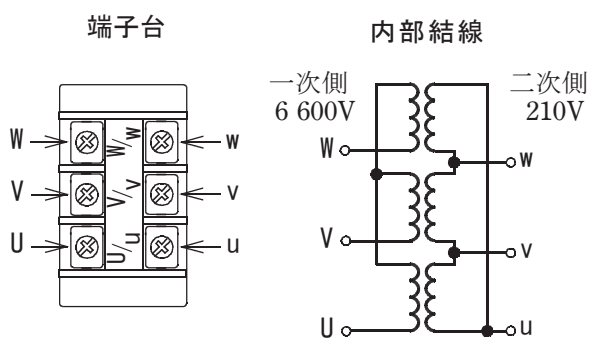 端子台
W W/w w
V V/v v
U U/u u
内部結線
一次側
6 600V
二次側
210V
W w
V v
U u